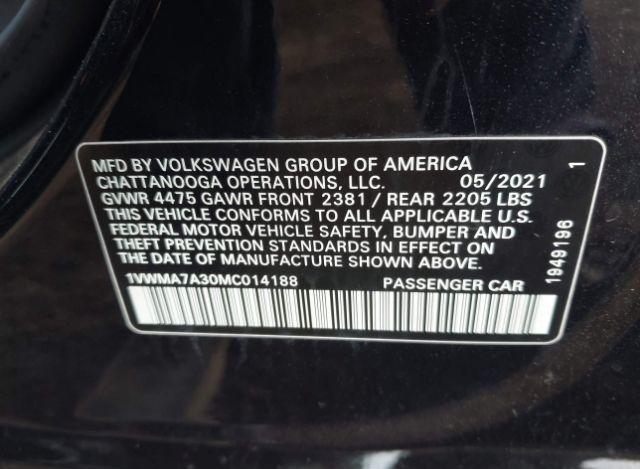 MFD BY VOLKSWAGEN GROUP OF AMERICA
CHATTANOOGA OPERATIONS, LLC. 05/2021
GVWR 4475 GAWR FRONT 2381 / REAR 2205 LBS
THIS VEHICLE CONFORMS TO ALL APPLICABLE U.S.
FEDERAL MOTOR VEHICLE SAFETY, BUMPER AND
THEFT PREVENTION STANDARDS IN EFFECT ON
THE DATE OF MANUFACTURE SHOWN ABOVE.
1VWMA7A30MC014188 PASSENGER CAR
1949196 1